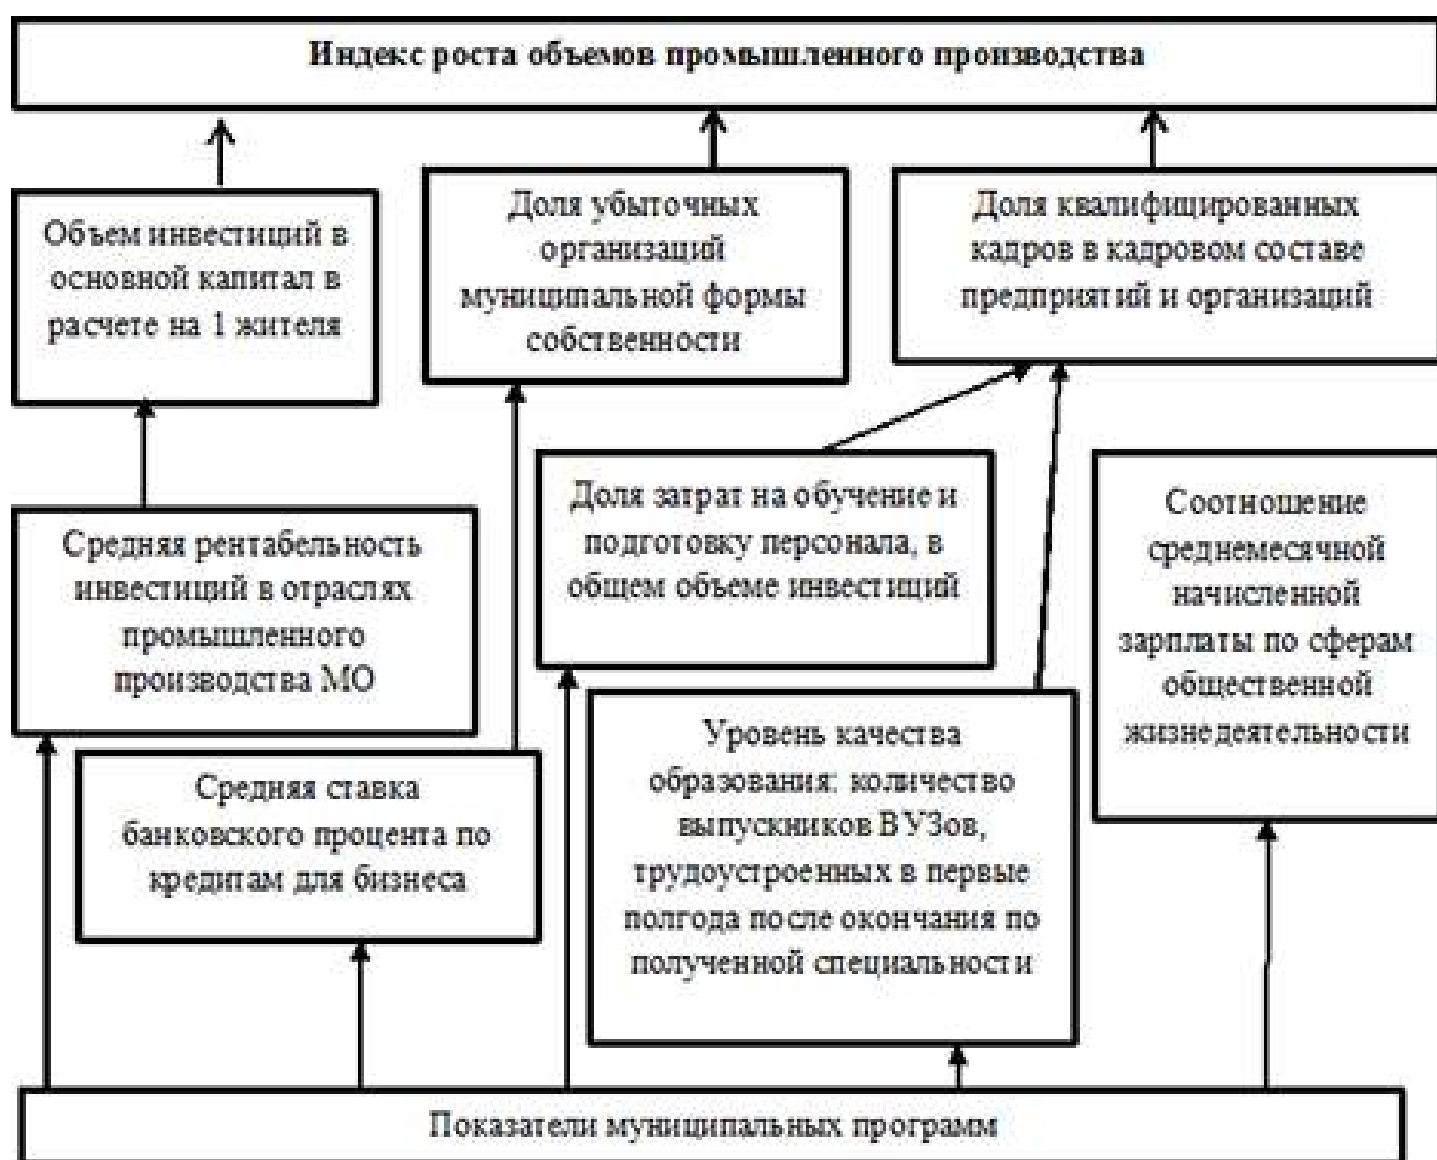 Индекс роста объемов промышленного производства
Объем инвестиций в
основной капитал в
расчете на 1 жителя
Доля убыточных
организаций
муниципальной формы
собственности
Доля квалифицированных
кадров в кадровом составе
предприятий и организаций
Средняя рентабельность
инвестиций в отраслях
промышленного
производства МО
Доля затрат на обучение и
подготовку персонала, в
общем объеме инвестиций
Соотношение
среднемесячной
начисленной
зарплаты по сферам
общественной
жизнедеятельности
Средняя ставка
банковского процента по
кредитам для бизнеса
Уровень качества
образования: количество
выпускников ВУЗов,
трудоустроенных в первые
полгода после окончания по
полученной специальности
Показатели муниципальных программ